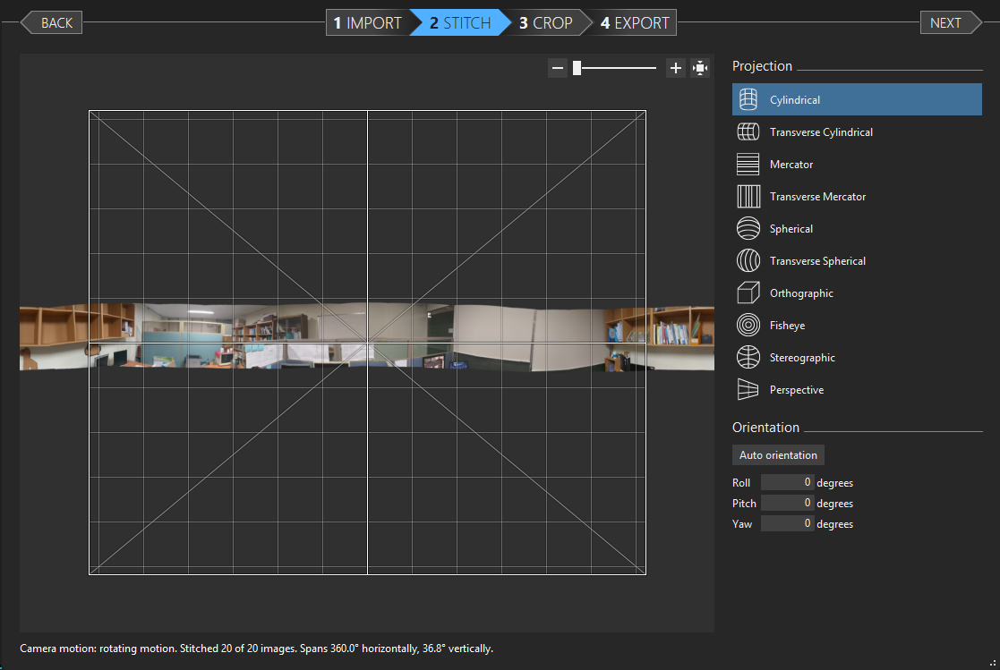 BACK
1 IMPORT
2 STITCH
3 CROP
4 EXPORT
NEXT
Projection
Cylindrical
Transverse Cylindrical
Mercator
Transverse Mercator
Spherical
Transverse Spherical
Orthographic
Fisheye
Stereographic
Perspective
Orientation
Auto orientation
Roll 0 degrees
Pitch 0 degrees
Yaw 0 degrees
Camera motion: rotating motion. Stitched 20 of 20 images. Spans 360.0° horizontally, 36.8° vertically.